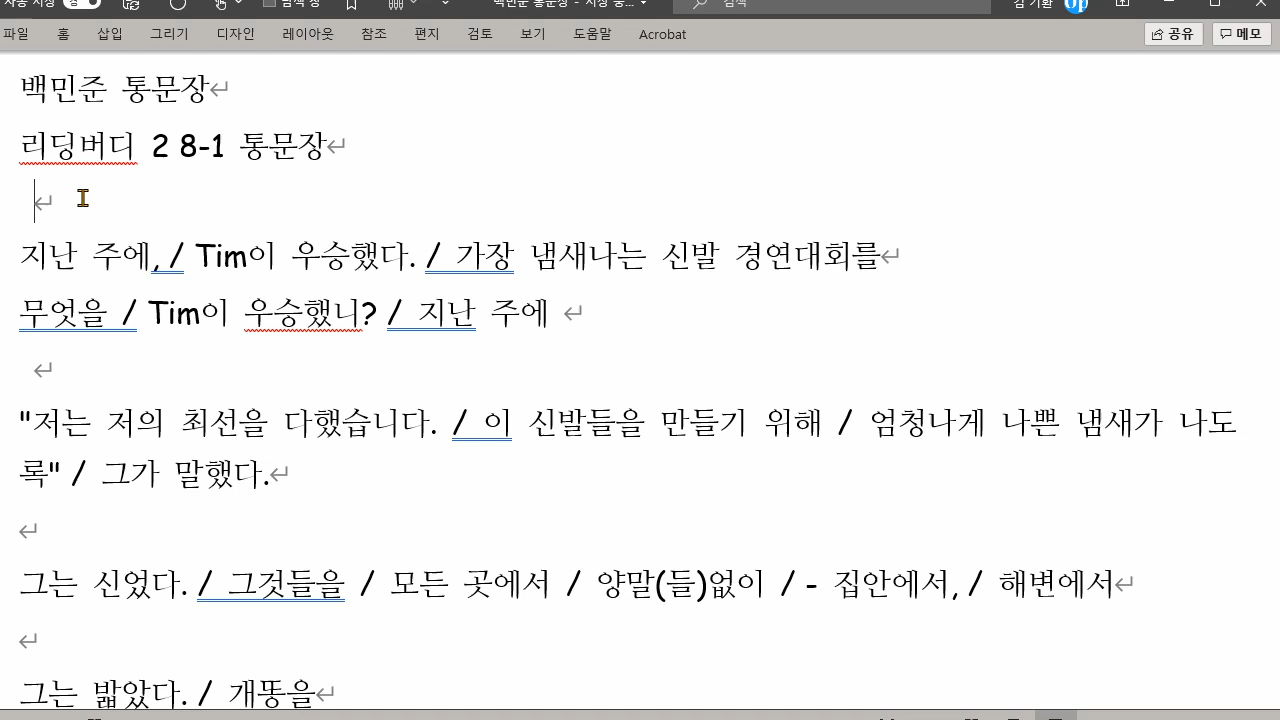 파일 홈 삽입 그리기 디자인 레이아웃 참조 편지 검토 보기 도움말 Acrobat 공유 메모
백민준 통문장
리딩버디 2 8-1 통문장
지난 주에, / Tim이 우승했다. / 가장 냄새나는 신발 경연대회를
무엇을 / Tim이 우승했니? / 지난 주에
"저는 저의 최선을 다했습니다. / 이 신발들을 만들기 위해 / 엄청나게 나쁜 냄새가 나도
록" / 그가 말했다.
그는 신었다. / 그것들을 / 모든 곳에서 / 양말(들)없이 / - 집안에서, / 해변에서
그는 밟았다. / 개똥을